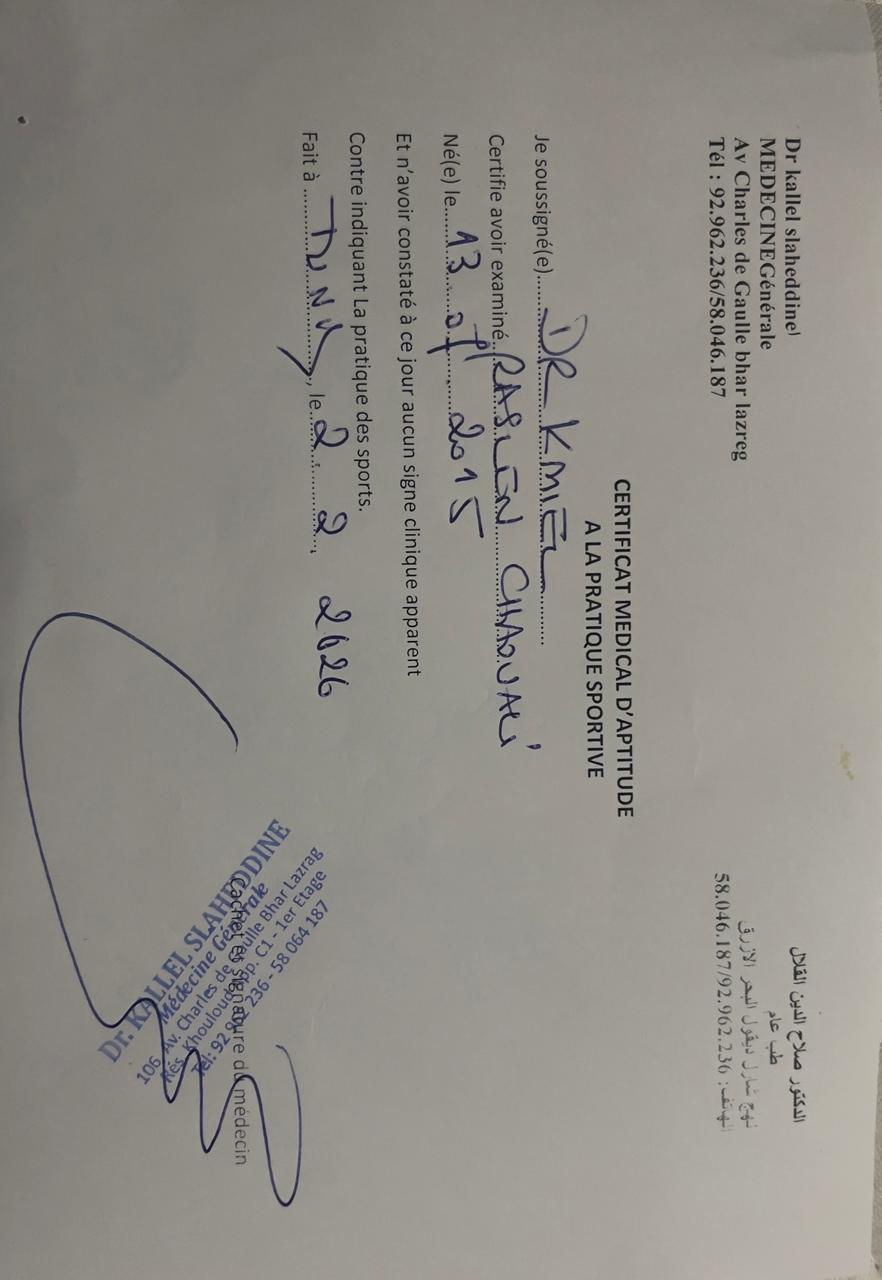 Dr kallel slaheddine
MEDECINEGénérale
Av Charles de Gaulle bhar lazreg
Tél : 92.962.236/58.046.187
الدكتور صلاح الدين القلال
طب عام
نهج شارل ديقول البحر الازرق
الهاتف: 58.046.187/92.962.236
CERTIFICAT MEDICAL D'APTITUDE
A LA PRATIQUE SPORTIVE
Je soussigné(e) DR
Certifie avoir examiné RASLEN CHAOUALI
Né(e) le 13 07 2015
Et n'avoir constaté à ce jour aucun signe clinique apparent
Contre indiquant La pratique des sports.
Fait à , le 2 2 2026
Cachet et signature du médecin
Dr. KALLEL SLAHEDDINE
Médecine Générale
106, Av. Charles de Gaulle Bhar Lazrag
Rés. Khouloud App. C1 - 1er Etage
Tél: 92 962 236 - 58 064 187